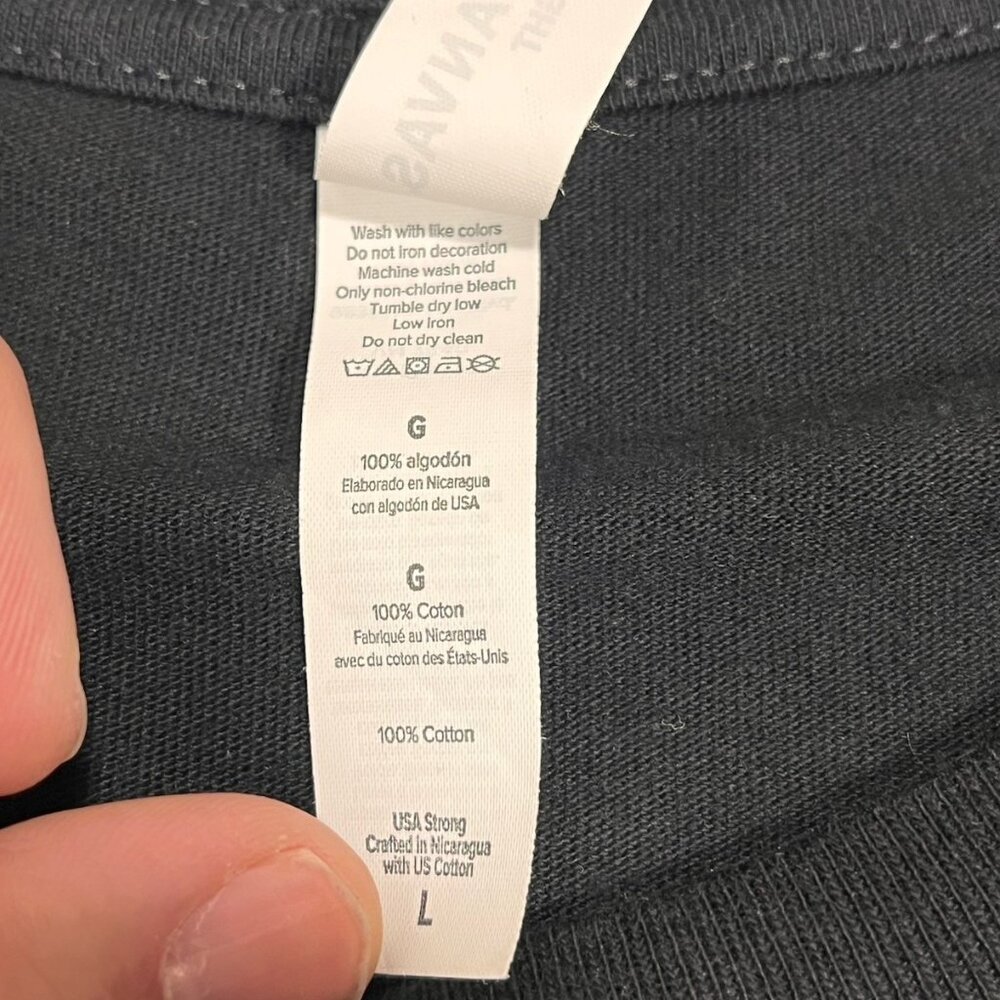 Wash with like colors
Do not iron decoration
Machine wash cold
Only non-chlorine bleach
Tumble dry low
Low Iron
Do not dry clean
G
100% algodón
Elaborado en Nicaragua
con algodón de USA
G
100% Coton
Fabriqué au Nicaragua
avec du coton des États-Unis
100% Cotton
USA Strong
Crafted in Nicaragua
with US Cotton
L